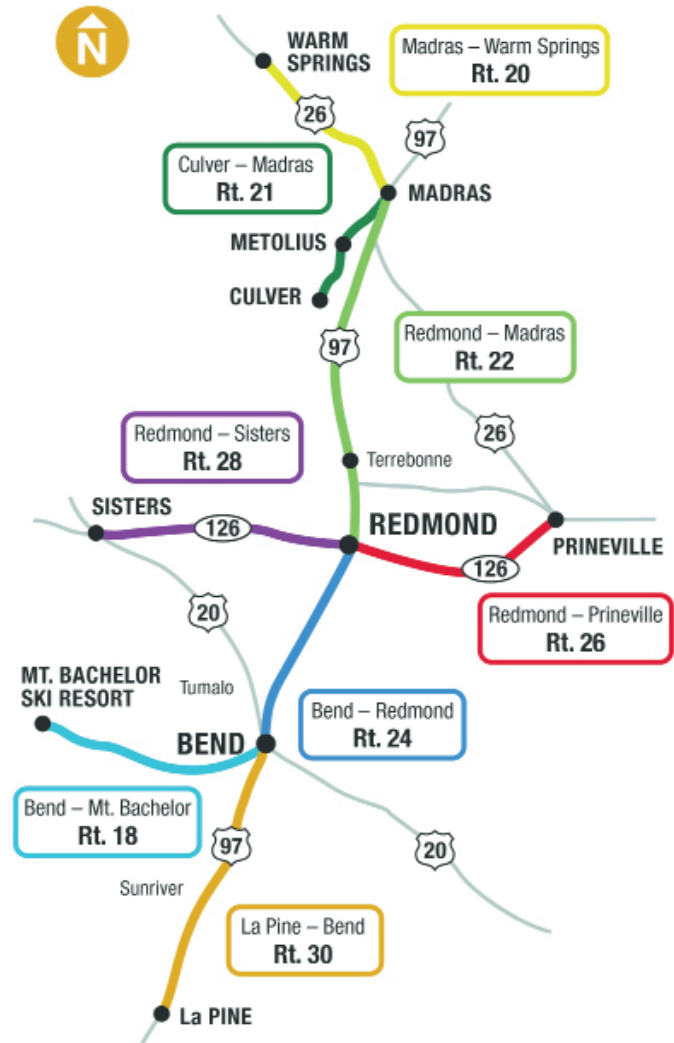 N
WARM
SPRINGS
Madras – Warm Springs
Rt. 20
26
97
Culver – Madras
Rt. 21
MADRAS
METOLIUS
CULVER
97
Redmond – Madras
Rt. 22
26
Redmond – Sisters
Rt. 28
Terrebonne
SISTERS
126
REDMOND
PRINEVILLE
126
Redmond – Prineville
Rt. 26
20
MT. BACHELOR
SKI RESORT
Tumalo
Bend – Redmond
Rt. 24
BEND
Bend – Mt. Bachelor
Rt. 18
97
20
Sunriver
La Pine – Bend
Rt. 30
La PINE